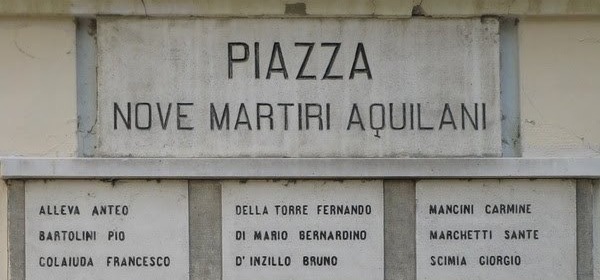 PIAZZA
NOVE MARTIRI AQUILANI
ALLEVA ANTEO
BARTOLINI PIO
COLAIUDA FRANCESCO
DELLA TORRE FERNANDO
DI MARIO BERNARDINO
D' INZILLO BRUNO
MANCINI CARMINE
MARCHETTI SANTE
SCIMIA GIORGIO